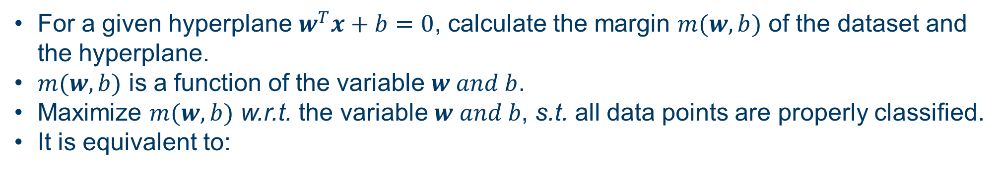 • For a given hyperplane 𝒘ᵀ𝒙 + 𝑏 = 0, calculate the margin 𝑚(𝒘, 𝑏) of the dataset and
the hyperplane.
• 𝑚(𝒘, 𝑏) is a function of the variable 𝒘 𝑎𝑛𝑑 𝑏.
• Maximize 𝑚(𝒘, 𝑏) w.r.t. the variable 𝒘 𝑎𝑛𝑑 𝑏, s.t. all data points are properly classified.
• It is equivalent to: